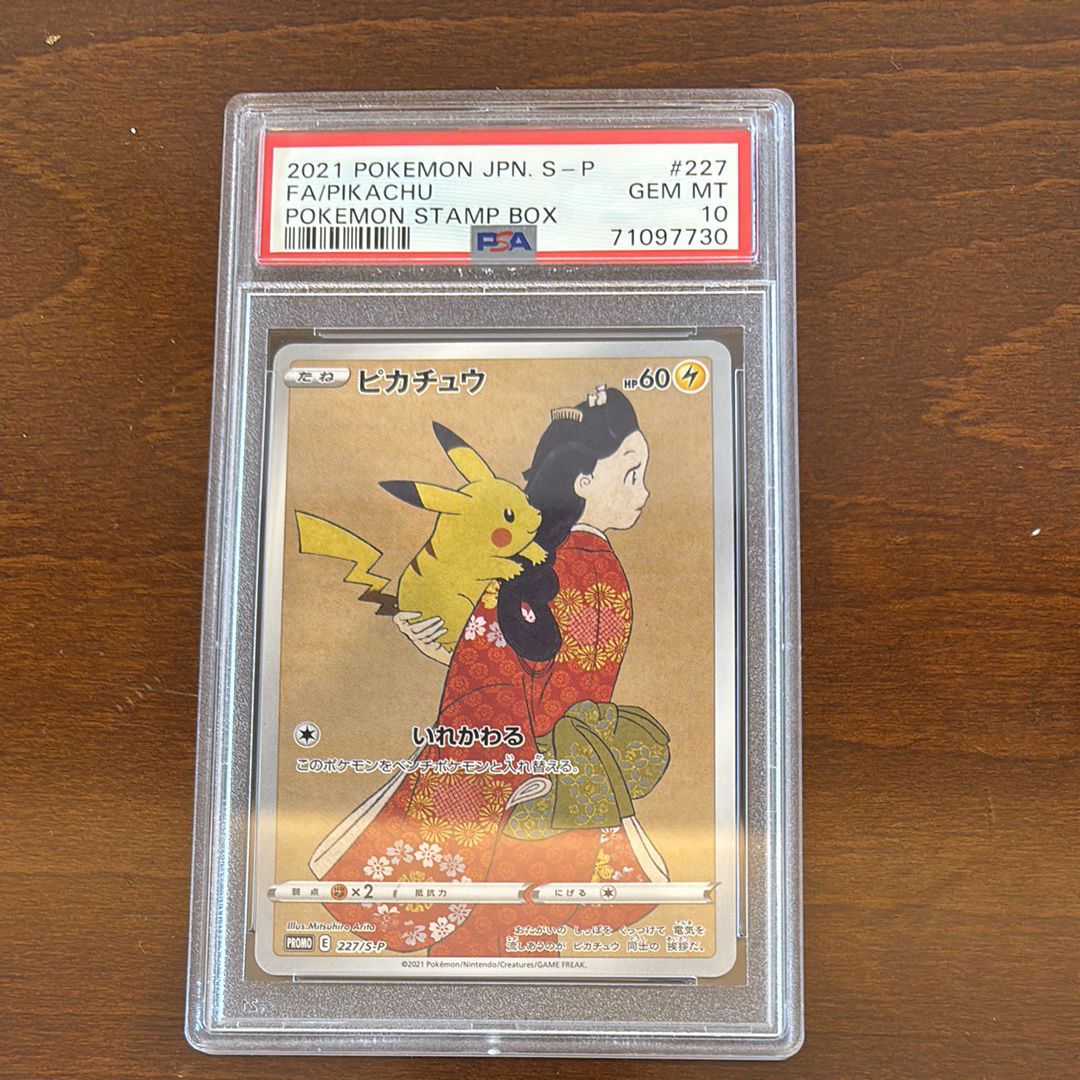 2021 POKEMON JPN. S-P #227
FA/PIKACHU GEM MT
POKEMON STAMP BOX 10
PSA 71097730
たね ピカチュウ HP60
いれかわる
このポケモンをベンチポケモンと入れ替える。
弱点 ×2 抵抗力 にげる
Illus.Mitsuhiro Arita
おたがいの しっぽを くっつけて 電気を
流しあうのが ピカチュウ 同士の 挨拶だ。
PROMO E 227/S-P
©2021 Pokémon/Nintendo/Creatures/GAME FREAK.